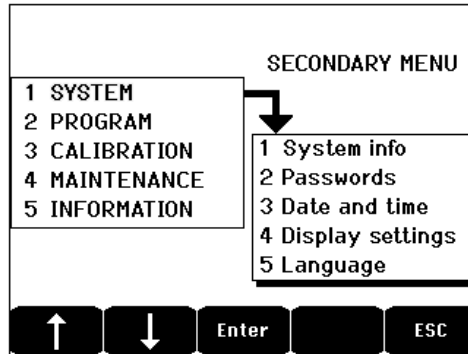 SECONDARY MENU
1 SYSTEM
2 PROGRAM
3 CALIBRATION
4 MAINTENANCE
5 INFORMATION
1 System info
2 Passwords
3 Date and time
4 Display settings
5 Language
Enter
ESC